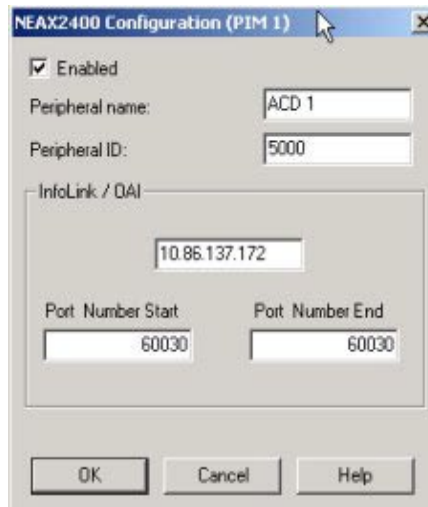 NEAX2400 Configuration (PIM 1)
Enabled
Peripheral name:
ACD 1
Peripheral ID:
5000
InfoLink / OAI
10.86.137.172
Port Number Start
Port Number End
60030
60030
OK
Cancel
Help